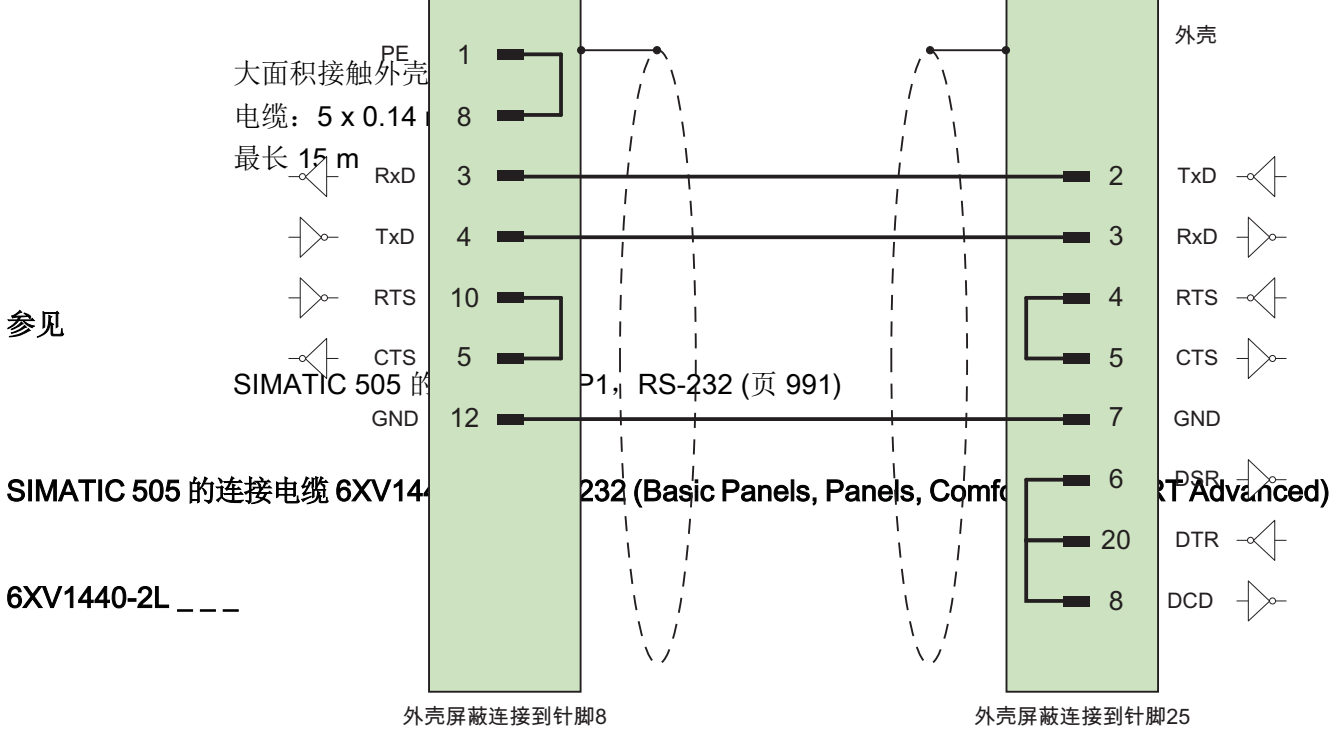 外壳
PE 1
大面积接触外壳
8
电缆：5 x 0.14
最长 15 m
RxD 3 2 TxD
TxD 4 3 RxD
RTS 10 4 RTS
参见
CTS 5 5 CTS
SIMATIC 505 的 P1，RS-232 (页 991)
GND 12 7 GND
6 DSR
SIMATIC 505 的连接电缆 6XV144 232 (Basic Panels, Panels, Comfo RT Advanced)
20 DTR
6XV1440-2L _ _ _
8 DCD
外壳屏蔽连接到针脚8 外壳屏蔽连接到针脚25